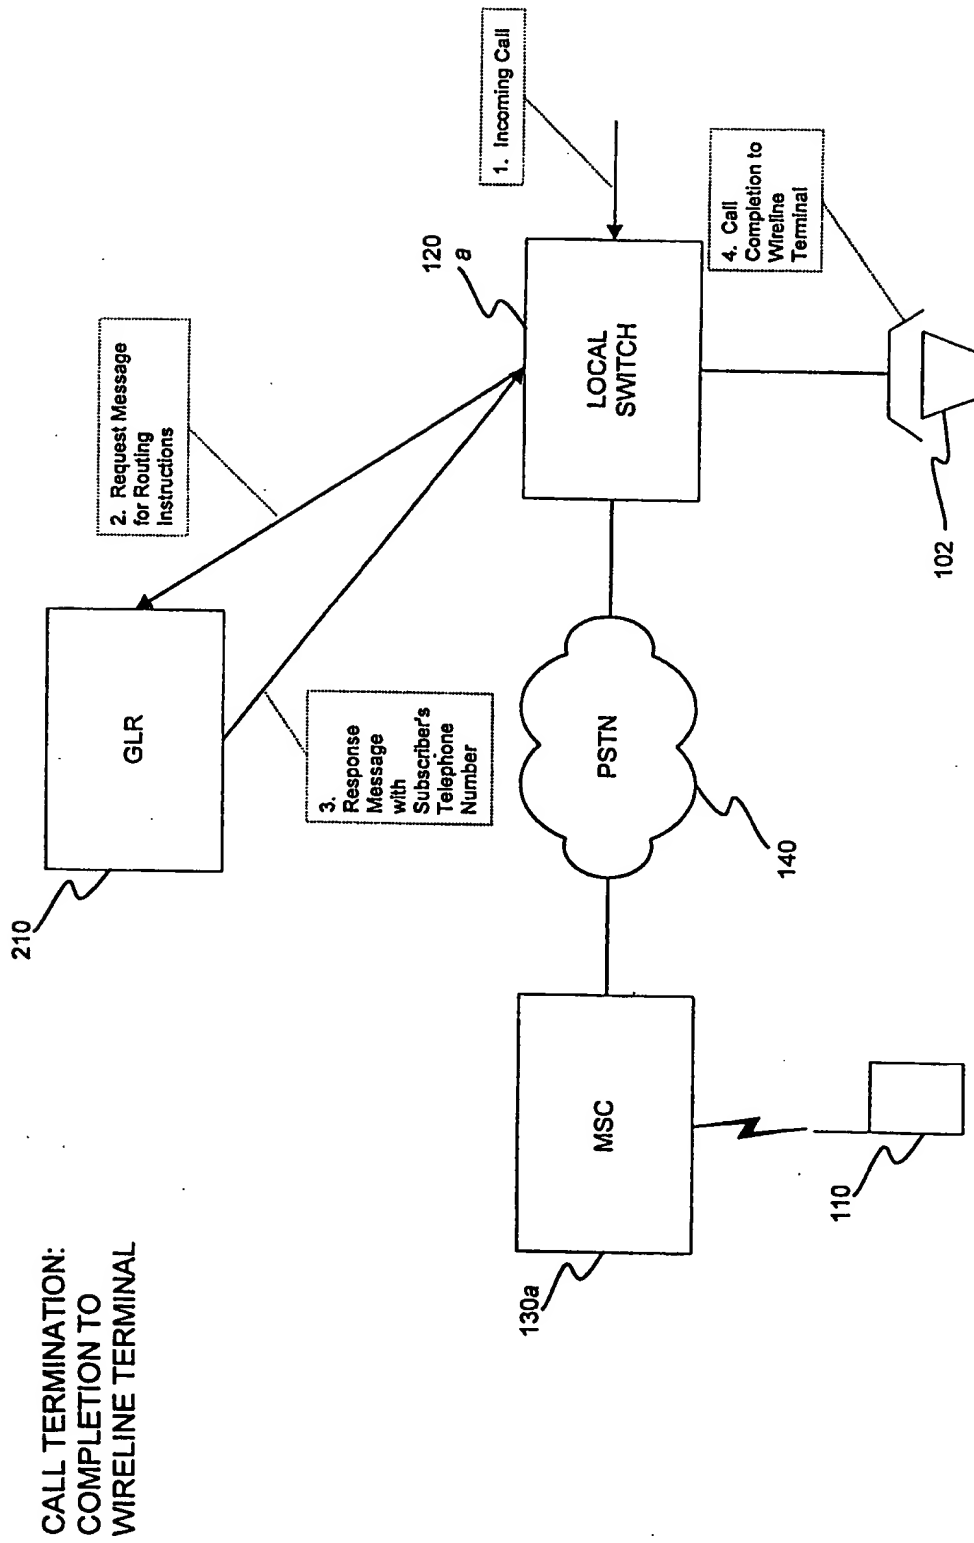 CALL TERMINATION:
COMPLETION TO
WIRELINE TERMINAL
210
GLR
2. Request Message
for Routing
Instructions
3.
Response
Message
with
Subscriber's
Telephone
Number
120
a
1. Incoming Call
130a
MSC
PSTN
140
LOCAL
SWITCH
4. Call
Completion to
Wireline
Terminal
110
102